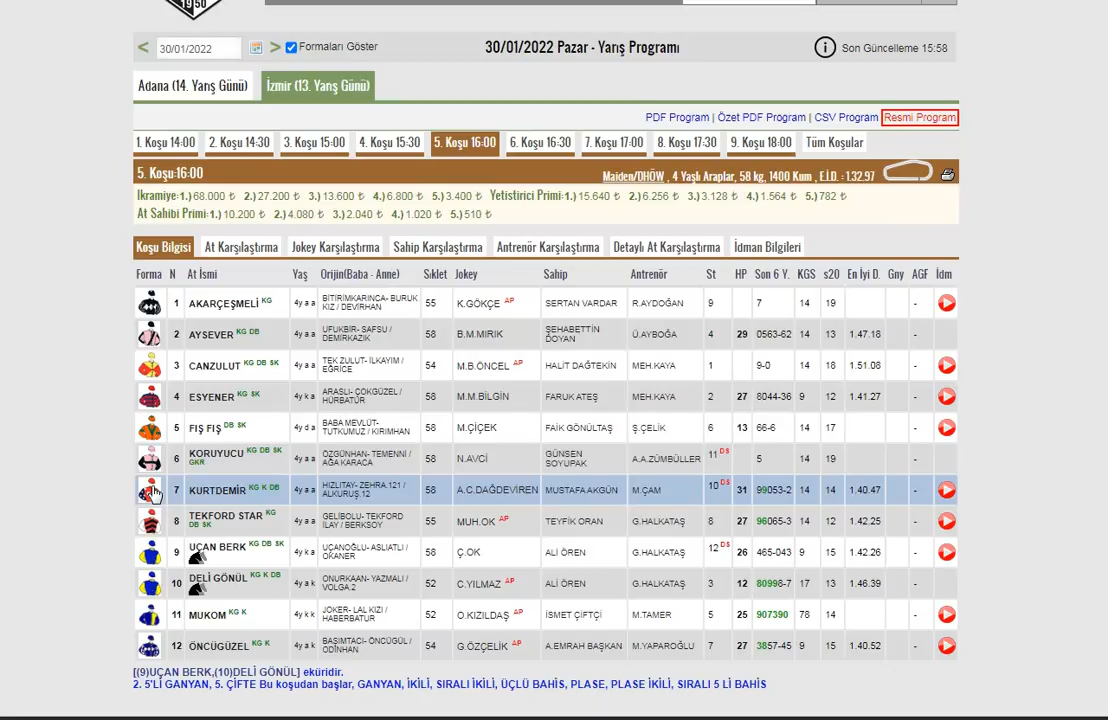 1950
< 30/01/2022 > Formaları Göster 30/01/2022 Pazar - Yarış Programı i Son Güncelleme 15:58
Adana (14. Yarış Günü) İzmir (13. Yarış Günü)
PDF Program | Özet PDF Program | CSV Program Resmi Program
1. Koşu 14:00 2. Koşu 14:30 3. Koşu 15:00 4. Koşu 15:30 5. Koşu 16:00 6. Koşu 16:30 7. Koşu 17:00 8. Koşu 17:30 9. Koşu 18:00 Tüm Koşular
5. Koşu:16:00 Maiden/DHÖW , 4 Yaşlı Araplar, 58 kg, 1400 Kum , E.İ.D. : 1.32.97
İkramiye:1.) 68.000 ₺ 2.) 27.200 ₺ 3.) 13.600 ₺ 4.) 6.800 ₺ 5.) 3.400 ₺ Yetistirici Primi:1.) 15.640 ₺ 2.) 6.256 ₺ 3.) 3.128 ₺ 4.) 1.564 ₺ 5.) 782 ₺
At Sahibi Primi:1.) 10.200 ₺ 2.) 4.080 ₺ 3.) 2.040 ₺ 4.) 1.020 ₺ 5.) 510 ₺
Koşu Bilgisi At Karşılaştırma Jokey Karşılaştırma Sahip Karşılaştırma Antrenör Karşılaştırma Detaylı At Karşılaştırma İdman Bilgileri
Forma N At İsmi Yaş Orijin(Baba - Anne) Sıklet Jokey Sahip Antrenör St HP Son 6 Y. KGS s20 En İyi D. Gny AGF İdm
1 AKARÇEŞMELİ KG 4y a a BİTİRİMKARINCA- BURUK KIZ / DEVİRHAN 55 K.GÖKÇE AP SERTAN VARDAR R.AYDOĞAN 9 7 14 19 -
2 AYSEVER KG DB 4y a a UFUKBİR- SAFSU / DEMİRKAZIK 58 B.M.MIRIK ŞEHABETTİN DOYAN Ü.AYBOĞA 4 29 0563-62 14 13 1.47.18 -
3 CANZULUT KG DB SK 4y a a TEK ZULUT- İLKAYIM / EĞRİCE 54 M.B.ÖNCEL AP HALİT DAĞTEKİN MEH.KAYA 1 9-0 14 18 1.51.08 -
4 ESYENER KG SK 4y k a ARASLI- ÇOKGÜZEL / HÜRBATÜR 58 M.M.BİLGİN FARUK ATEŞ MEH.KAYA 2 27 8044-36 9 12 1.41.27 -
5 FIŞ FIŞ DB SK 4y d a BABA MEVLÜT- TUTKUMUZ / KIRIMHAN 58 M.ÇİÇEK FAİK GÖNÜLTAŞ Ş.ÇELİK 6 13 66-6 14 17 -
6 KORUYUCU KG DB SK GKR 4y a a ÖZGÜNHAN- TEMENNİ / AĞA KARACA 58 N.AVCİ GÜNSEN SOYUPAK A.A.ZÜMBÜLLER 11 DS 5 14 19 -
7 KURTDEMİR KG K DB 4y a a HIZLITAY- ZEHRA.121 / ALKURUŞ.12 58 A.C.DAĞDEVİREN MUSTAFA AKGÜN M.ÇAM 10 DS 31 99053-2 14 14 1.40.47 -
8 TEKFORD STAR KG DB SK 4y a a GELİBOLU- TEKFORD İLAY / BERKSOY 55 MUH.OK AP TEYFİK ORAN G.HALKATAŞ 8 27 96065-3 14 12 1.42.25 -
9 UÇAN BERK KG DB SK 4y k a UÇANOĞLU- ASLIATLI / OKANER 58 Ç.OK ALİ ÖREN G.HALKATAŞ 12 DS 26 465-043 9 15 1.42.26 -
10 DELİ GÖNÜL KG K DB 4y a k ONURKAAN- YAZMALI / VOLGA.2 52 C.YILMAZ AP ALİ ÖREN G.HALKATAŞ 3 12 80998-7 17 13 1.46.39 -
11 MUKOM KG K 4y k k JOKER- LAL KIZI / HABERBATUR 52 O.KIZILDAŞ AP İSMET ÇİFTÇİ M.TAMER 5 25 907390 78 14 -
12 ÖNCÜGÜZEL KG K 4y a k BAŞIMTACI- ÖNCÜGÜL / ODİNHAN 54 G.ÖZÇELİK AP A.EMRAH BAŞKAN M.YAPAROĞLU 7 27 3857-45 9 15 1.40.52 -
[(9)UÇAN BERK,(10)DELİ GÖNÜL] eküridir.
2. 5'Lİ GANYAN, 5. ÇİFTE Bu koşudan başlar, GANYAN, İKİLİ, SIRALI İKİLİ, ÜÇLÜ BAHİS, PLASE, PLASE İKİLİ, SIRALI 5 Lİ BAHİS